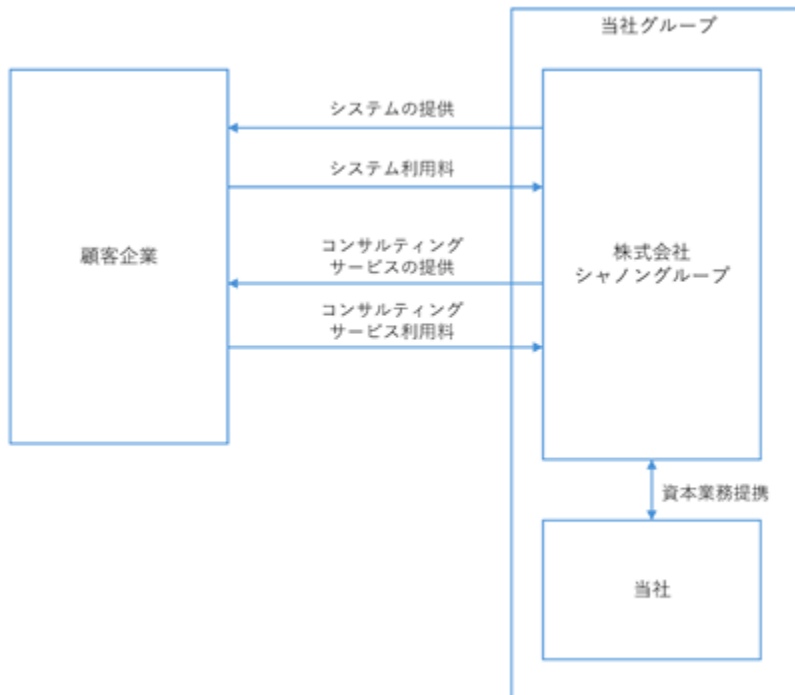 当社グループ
システムの提供
システム利用料
顧客企業
コンサルティング
サービスの提供
コンサルティング
サービス利用料
株式会社
シャノングループ
資本業務提携
当社